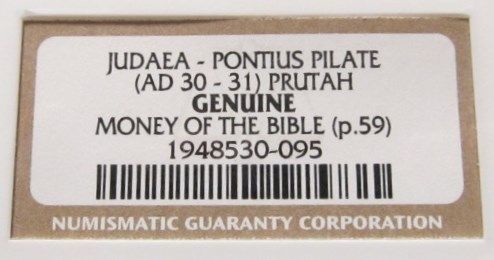 JUDAEA - PONTIUS PILATE
(AD 30 - 31) PRUTAH
GENUINE
MONEY OF THE BIBLE (p.59)
1948530-095
NUMISMATIC GUARANTY CORPORATION